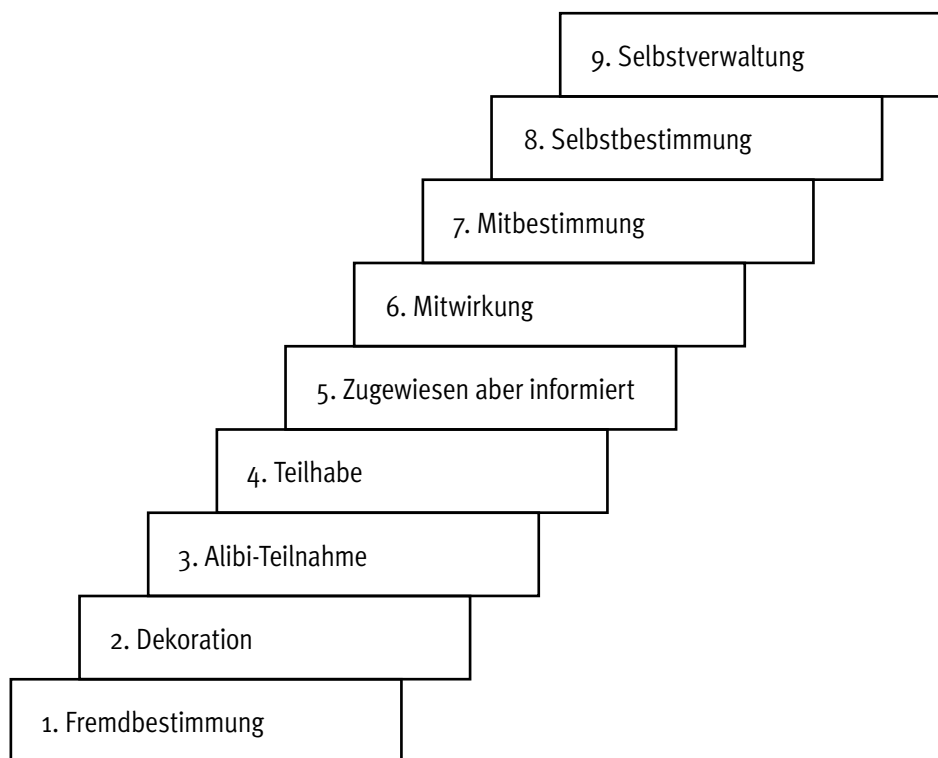 9. Selbstverwaltung
8. Selbstbestimmung
7. Mitbestimmung
6. Mitwirkung
5. Zugewiesen aber informiert
4. Teilhabe
3. Alibi-Teilnahme
2. Dekoration
1. Fremdbestimmung